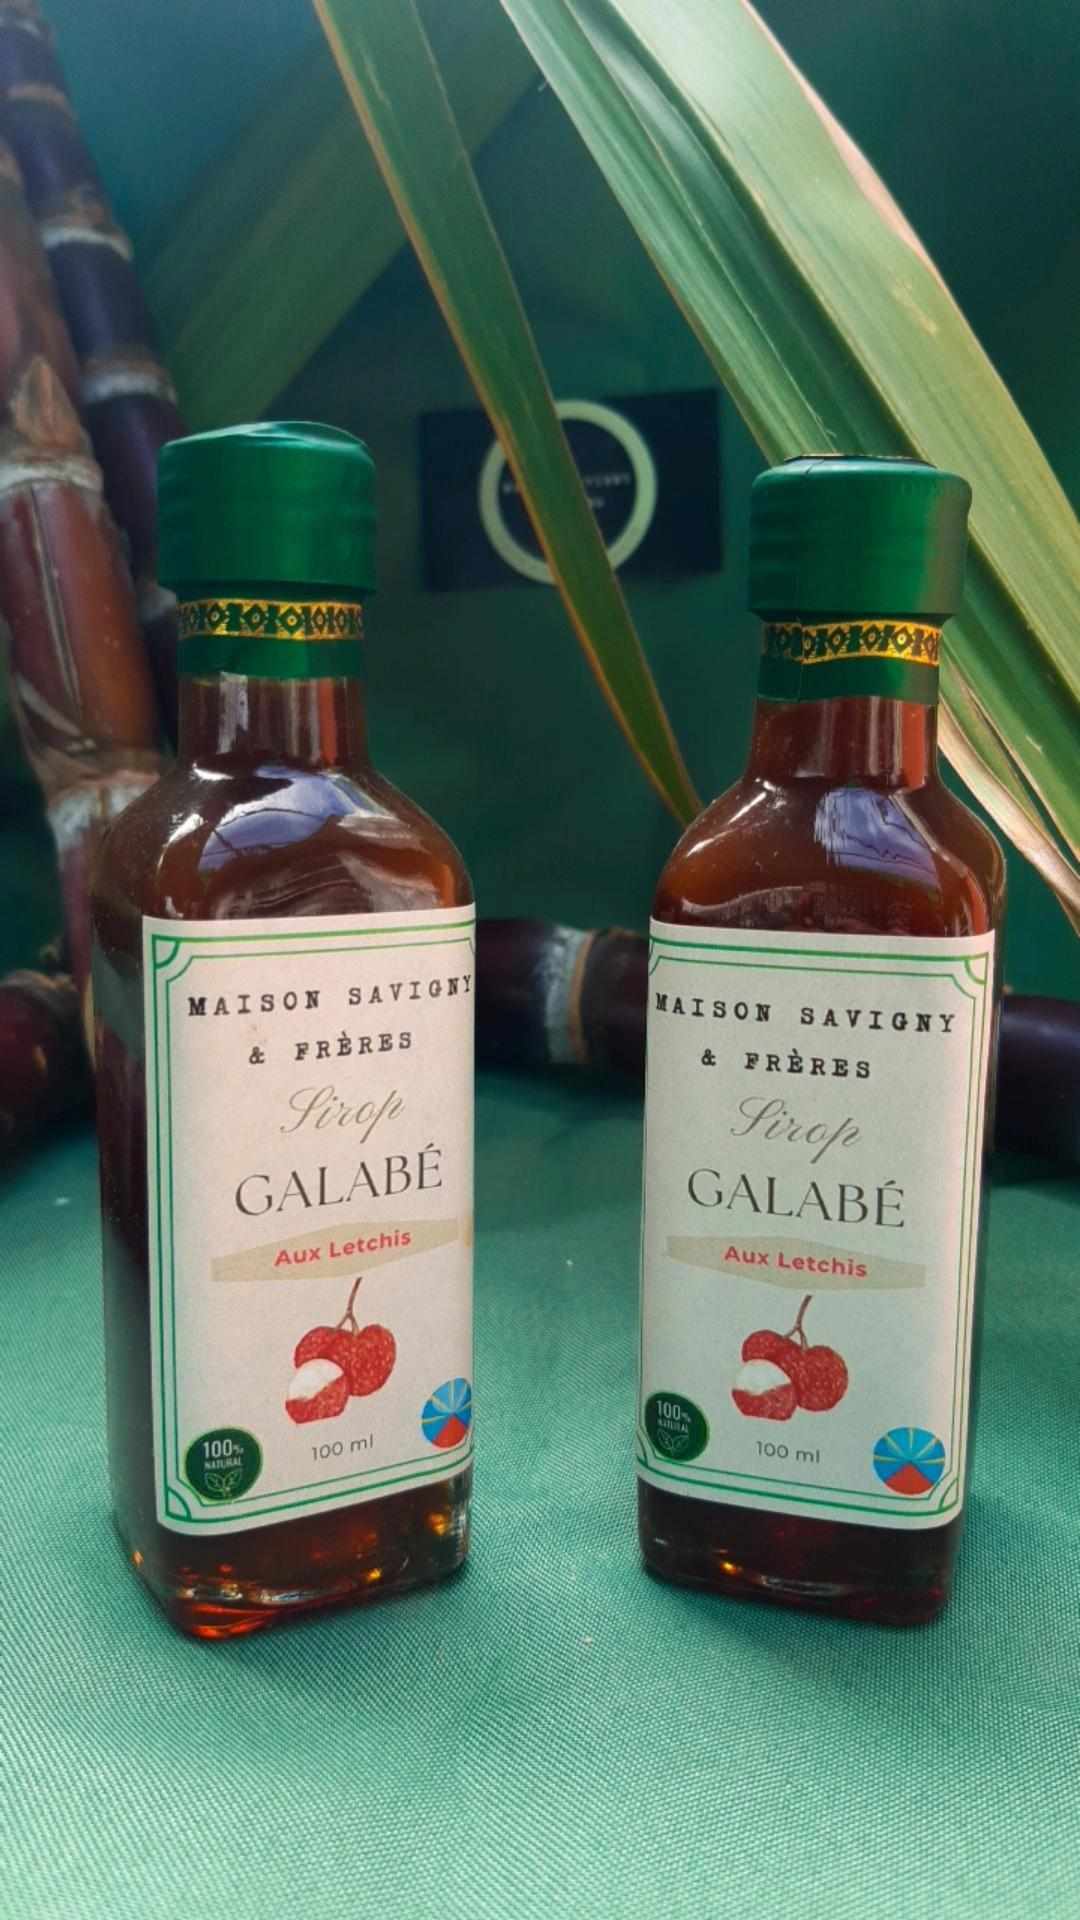 MAISON SAVIGNY
& FRÈRES
Sirop
GALABÉ
Aux Letchis
100%
NATURAL
100 ml
MAISON SAVIGNY
& FRÈRES
Sirop
GALABÉ
Aux Letchis
100%
NATURAL
100 ml